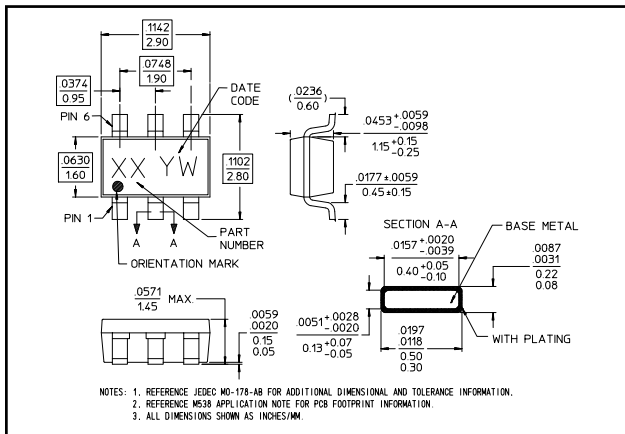 .1142
2.90
.0748
1.90
.0374
0.95
DATE
CODE
PIN 6
XX YW
.0630
1.60
.1102
2.80
PIN 1
A A
PART
NUMBER
ORIENTATION MARK
(.0236
0.60)
.0453 +.0059
-.0098
1.15 +0.15
-0.25
.0177 ±.0059
0.45 ±0.15
SECTION A-A
BASE METAL
.0157 +.0020
-.0039
0.40 +0.05
-0.10
.0087
.0031
0.22
0.08
.0571
1.45 MAX.
.0059
.0020
0.15
0.05
.0051 +.0028
-.0020
0.13 +0.07
-0.05
.0197
.0118
0.50
0.30
WITH PLATING
NOTES: 1. REFERENCE JEDEC MO-178-AB FOR ADDITIONAL DIMENSIONAL AND TOLERANCE INFORMATION.
2. REFERENCE M538 APPLICATION NOTE FOR PCB FOOTPRINT INFORMATION.
3. ALL DIMENSIONS SHOWN AS INCHES/MM.